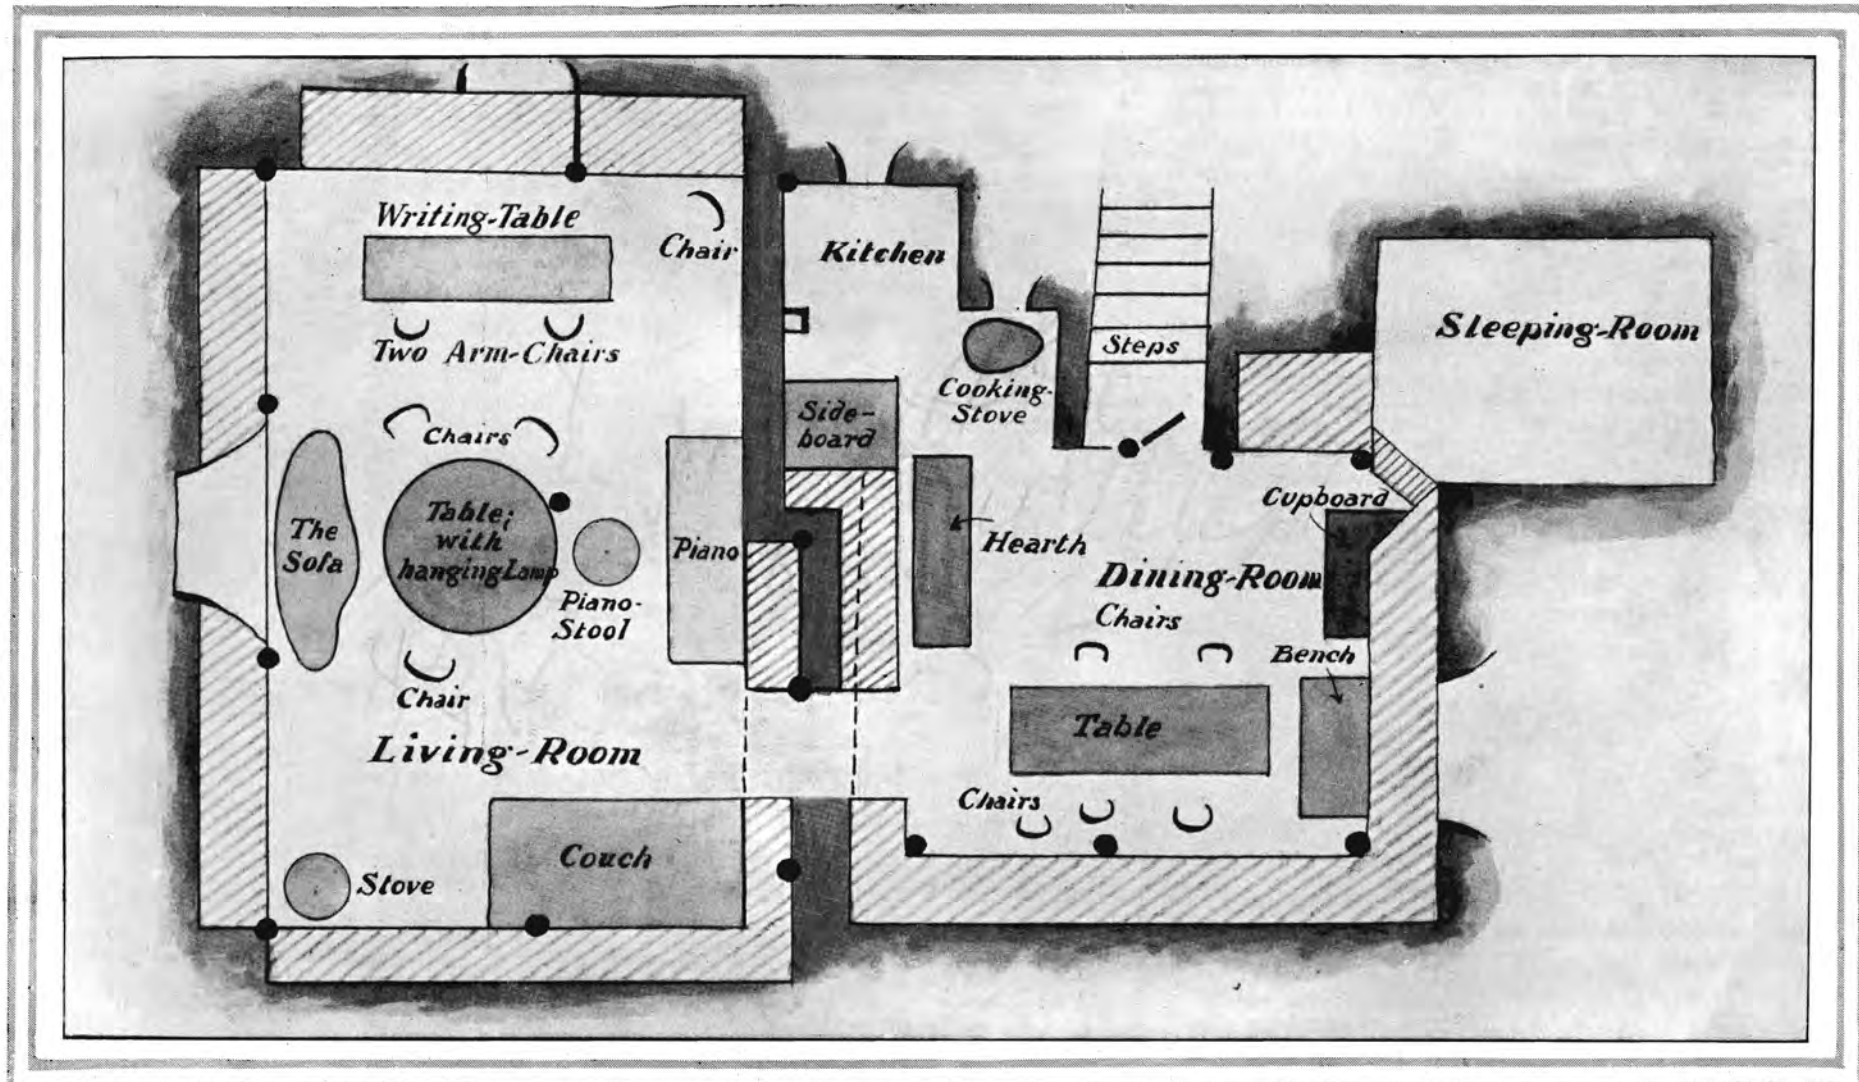 Writing-Table
Chair
Two Arm-Chairs
Chairs
The
Sofa
Table;
with
hanging Lamp
Piano-
Stool
Piano
Chair
Living-Room
Couch
Stove
Kitchen
Side-
board
Cooking-
Stove
Steps
Sleeping-Room
Cupboard
Hearth
Dining-Room
Chairs
Bench
Table
Chairs